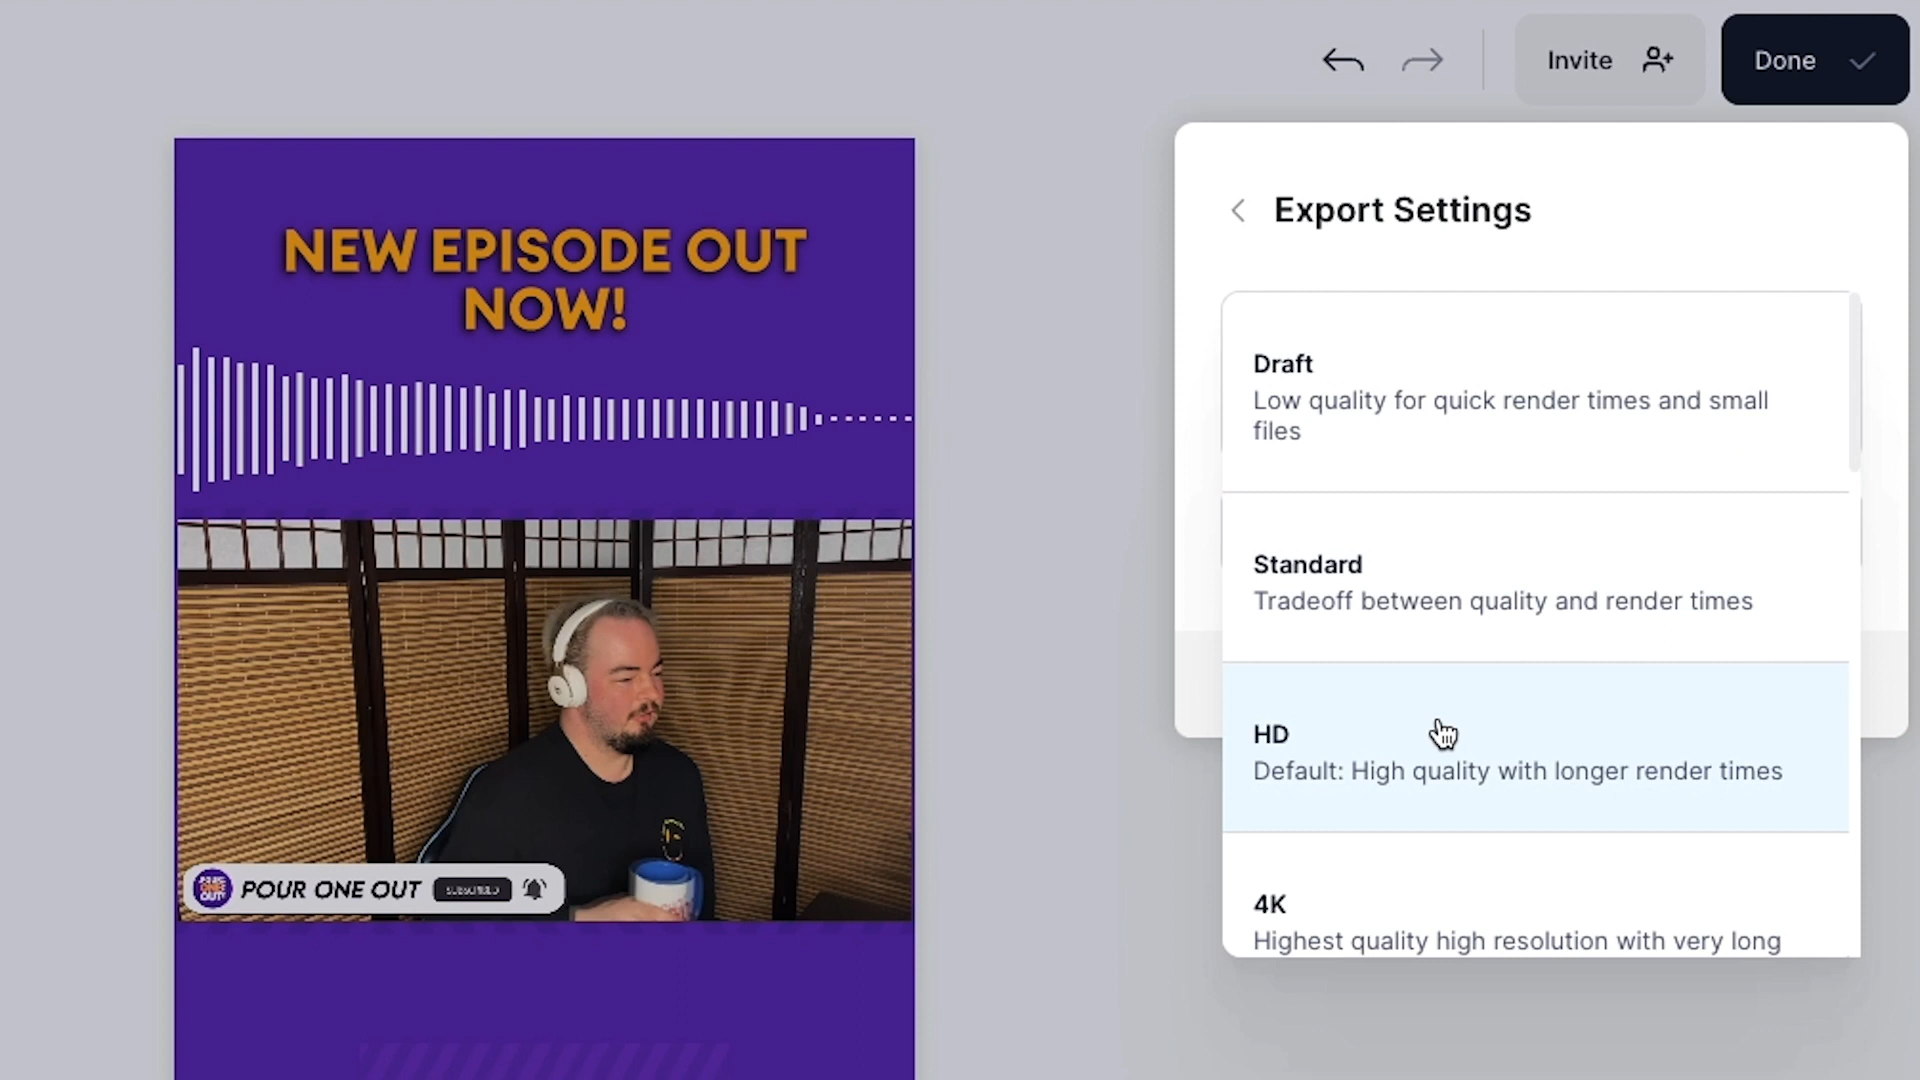 Invite
Done
Export Settings
NEW EPISODE OUT
NOW!
Draft
Low quality for quick render times and small
files
Standard
Tradeoff between quality and render times
HD
Default: High quality with longer render times
4K
Highest quality high resolution with very long
POUR ONE OUT
SUBSCRIBED